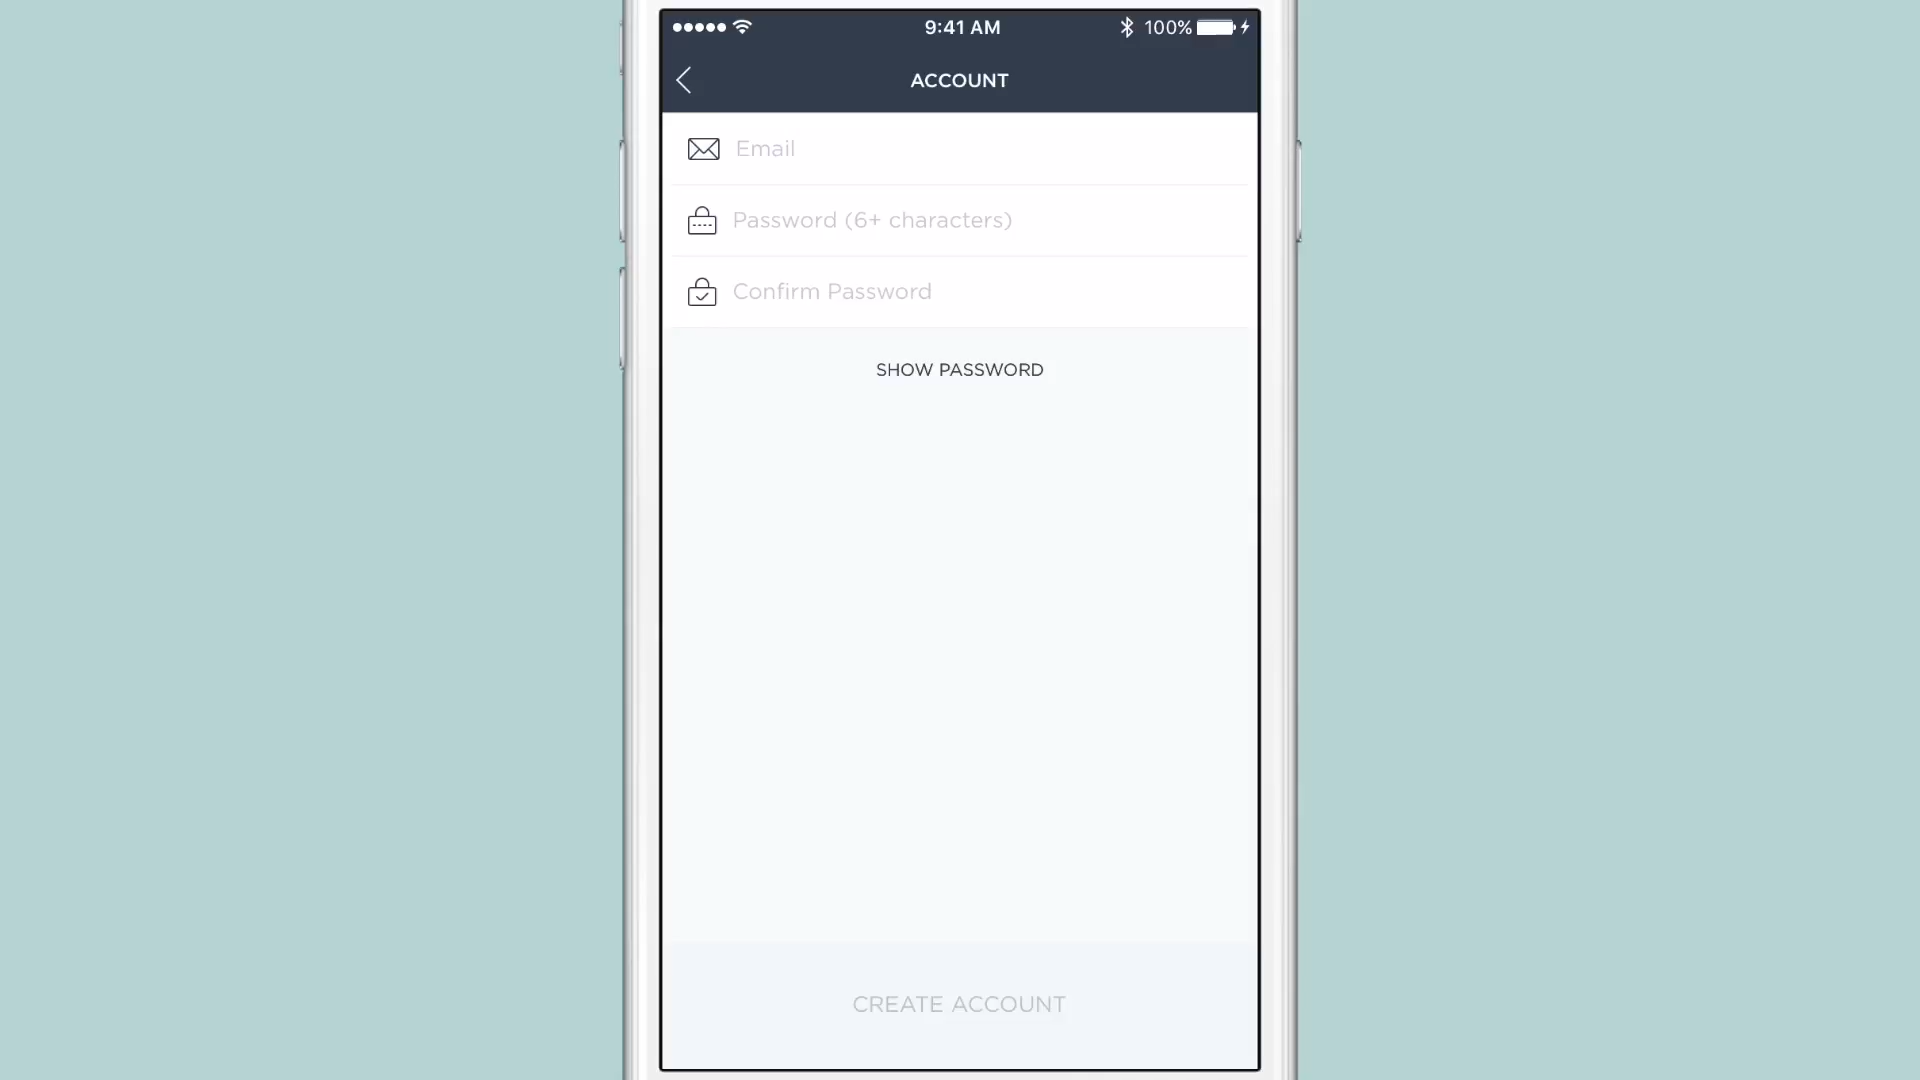 9:41 AM
100%
ACCOUNT
Email
Password (6+ characters)
Confirm Password
SHOW PASSWORD
CREATE ACCOUNT